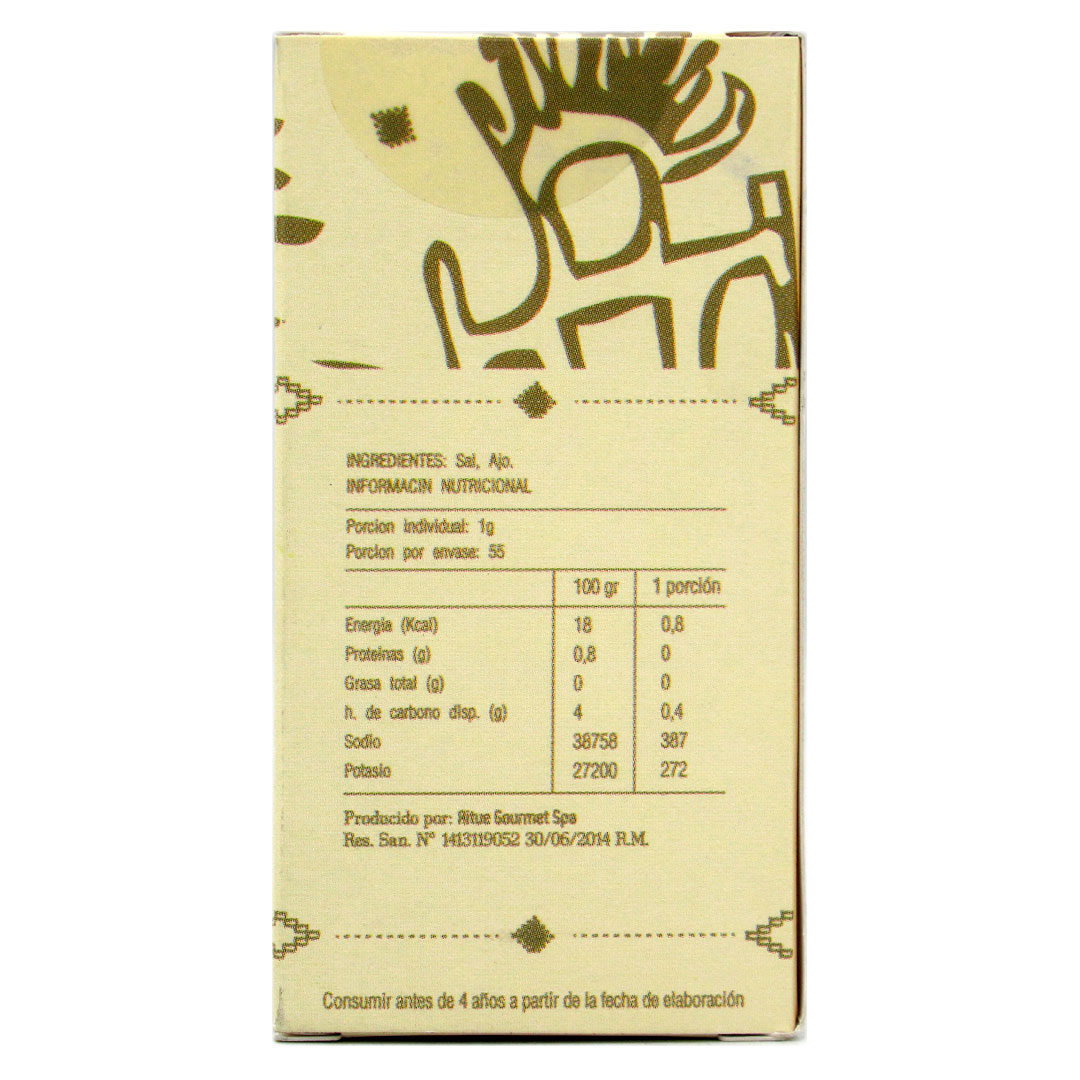 INGREDIENTES: Sal, Ajo.
INFORMACIN NUTRICIONAL
Porcion individual: 1g
Porcion por envase: 55
100 gr 1 porción
Energia (Kcal) 18 0,8
Proteinas (g) 0,8 0
Grasa total (g) 0 0
h. de carbono disp. (g) 4 0,4
Sodio 38758 387
Potasio 27200 272
Producido por: Altue Gourmet Spa
Res. San. N° 1413119052 30/06/2014 R.M.
Consumir antes de 4 años a partir de la fecha de elaboración